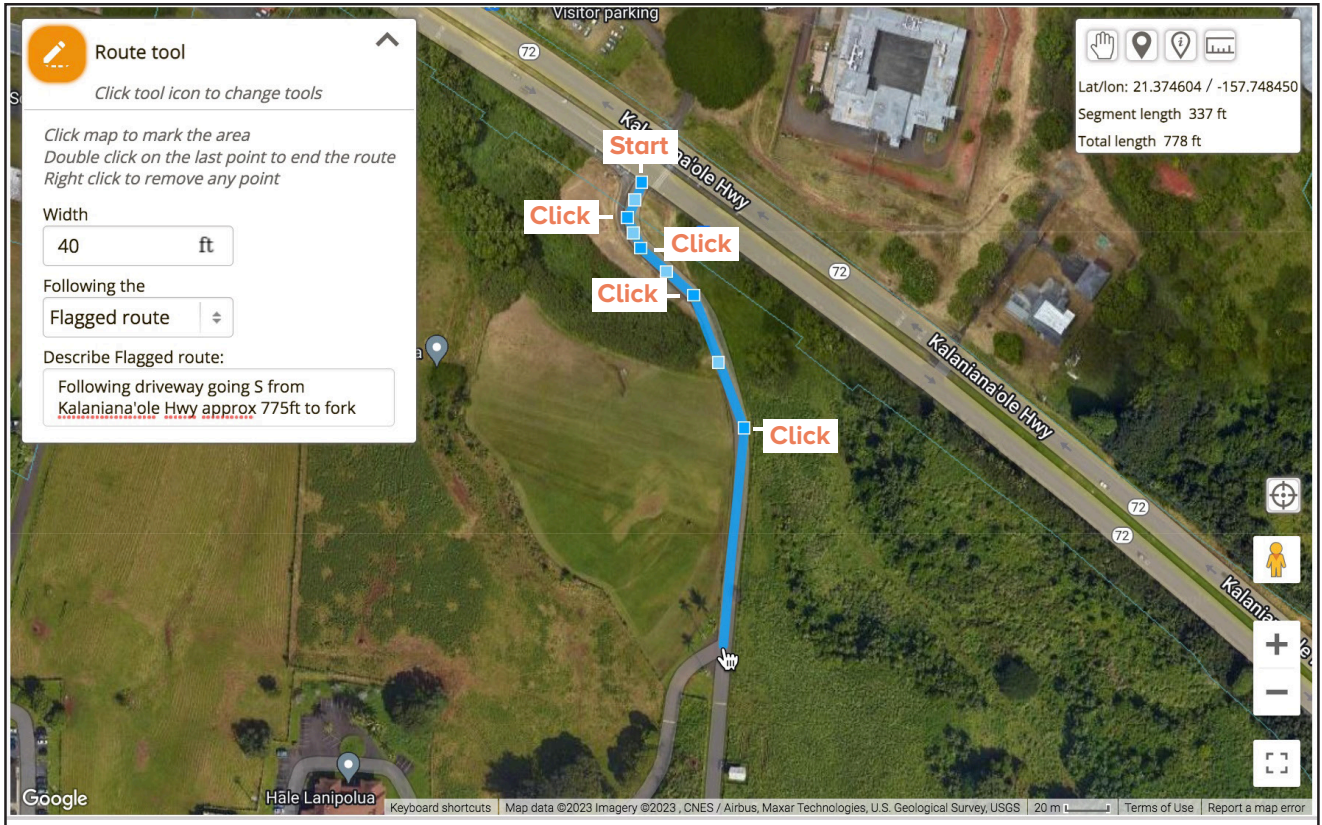 Visitor parking
Route tool
Click tool icon to change tools
Click map to mark the area
Double click on the last point to end the route
Right click to remove any point
Width
40 ft
Following the
Flagged route
Describe Flagged route:
Following driveway going S from
Kalaniana'ole Hwy approx 775ft to fork
Lat/lon: 21.374604 / -157.748450
Segment length 337 ft
Total length 778 ft
72
Start
Click
Click
Click
Click
Kalaniana'ole Hwy
72
Kalaniana'ole Hwy
72
72
Hāle Lanipolua
Google
Keyboard shortcuts
Map data ©2023 Imagery ©2023 , CNES / Airbus, Maxar Technologies, U.S. Geological Survey, USGS
20 m
Terms of Use
Report a map error